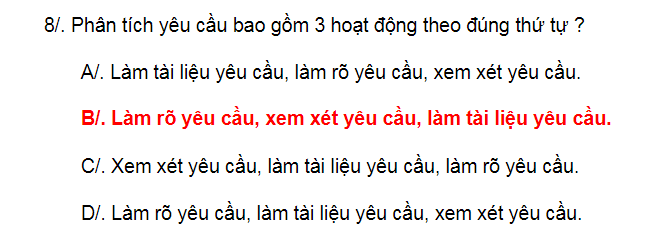 8/. Phân tích yêu cầu bao gồm 3 hoạt động theo đúng thứ tự ?
A/. Làm tài liệu yêu cầu, làm rõ yêu cầu, xem xét yêu cầu.
B/. Làm rõ yêu cầu, xem xét yêu cầu, làm tài liệu yêu cầu.
C/. Xem xét yêu cầu, làm tài liệu yêu cầu, làm rõ yêu cầu.
D/. Làm rõ yêu cầu, làm tài liệu yêu cầu, xem xét yêu cầu.